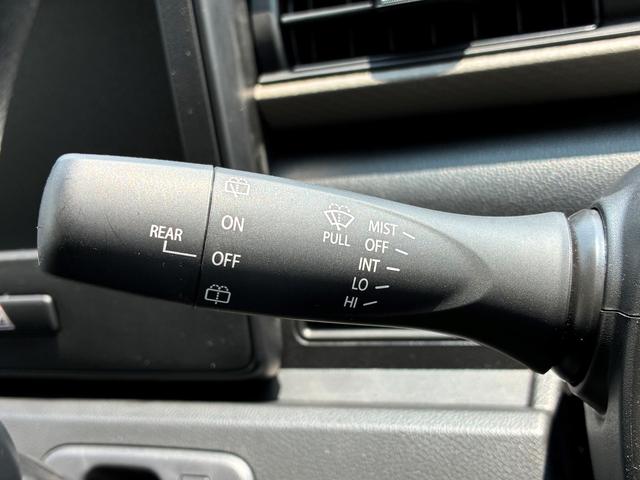 REAR
ON
OFF
PULL
MIST
OFF
INT
LO
HI